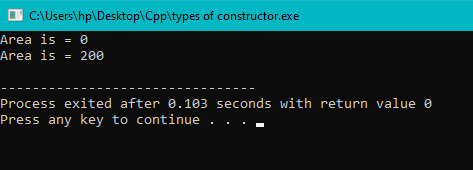 C:\Users\hp\Desktop\Cpp\types of constructor.exe
Area is = 0
Area is = 200
--------------------------------
Process exited after 0.103 seconds with return value 0
Press any key to continue . . .